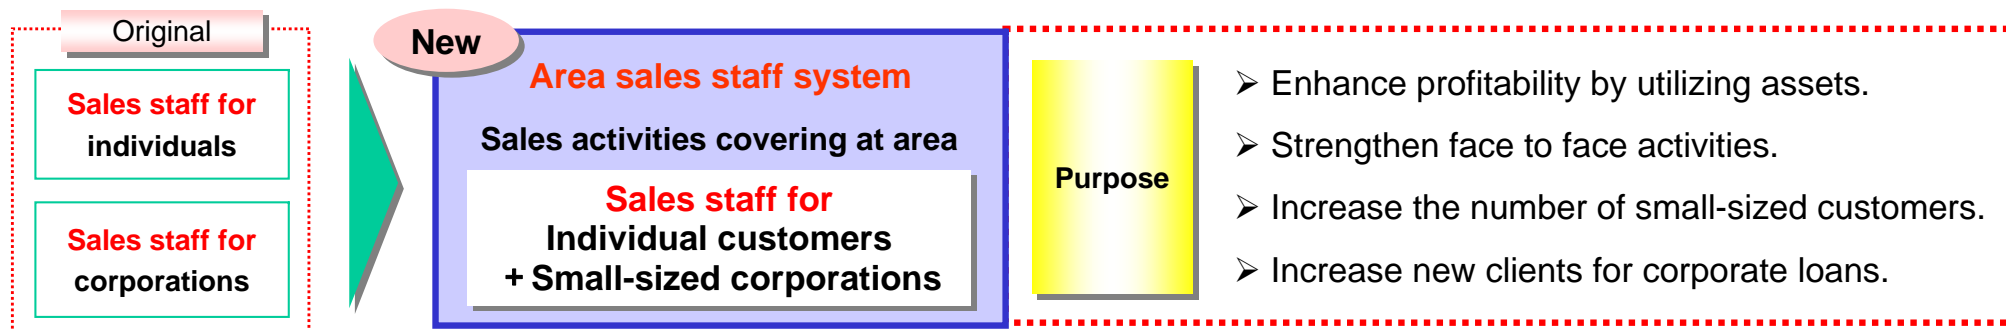 Original
Sales staff for
individuals
Sales staff for
corporations
New
Area sales staff system
Sales activities covering at area
Sales staff for
Individual customers
+ Small-sized corporations
Purpose
➢ Enhance profitability by utilizing assets.
➢ Strengthen face to face activities.
➢ Increase the number of small-sized customers.
➢ Increase new clients for corporate loans.